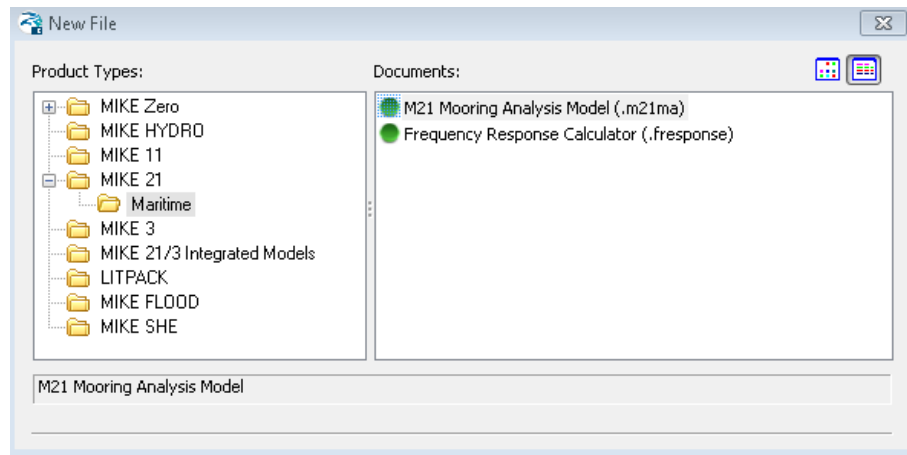 New File
Product Types:
Documents:
MIKE Zero
MIKE HYDRO
MIKE 11
MIKE 21
Maritime
MIKE 3
MIKE 21/3 Integrated Models
LITPACK
MIKE FLOOD
MIKE SHE
M21 Mooring Analysis Model (.m21ma)
Frequency Response Calculator (.fresponse)
M21 Mooring Analysis Model